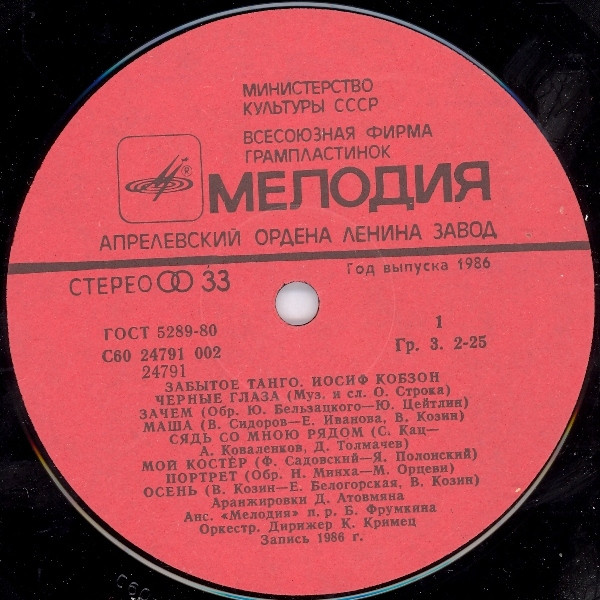 МИНИСТЕРСТВО
КУЛЬТУРЫ СССР
ВСЕСОЮЗНАЯ ФИРМА
ГРАМПЛАСТИНОК
®
МЕЛОДИЯ
АПРЕЛЕВСКИЙ ОРДЕНА ЛЕНИНА ЗАВОД
СТЕРЕО 33
Год выпуска 1986
ГОСТ 5289-80
1
С60 24791 002
Гр. 3. 2-25
24791
ЗАБЫТОЕ ТАНГО. ИОСИФ КОБЗОН
ЧЕРНЫЕ ГЛАЗА (Муз. и сл. О. Строка)
ЗАЧЕМ (Обр. Ю. Бельзацкого—Ю. Цейтлин)
МАША (В. Сидоров—Е. Иванова, В. Козин)
СЯДЬ СО МНОЮ РЯДОМ (С. Кац—
А. Коваленков, Д. Толмачев)
МОЙ КОСТЕР (Ф. Садовский—Я. Полонский)
ПОРТРЕТ (Обр. Н. Минха—М. Орцеви)
ОСЕНЬ (В. Козин—Е. Белогорская, В. Козин)
Аранжировки Д. Атовмяна
Анс. «Мелодия» п. р. Б. Фрумкина
Оркестр. Дирижер К. Кримец
Запись 1986 г.